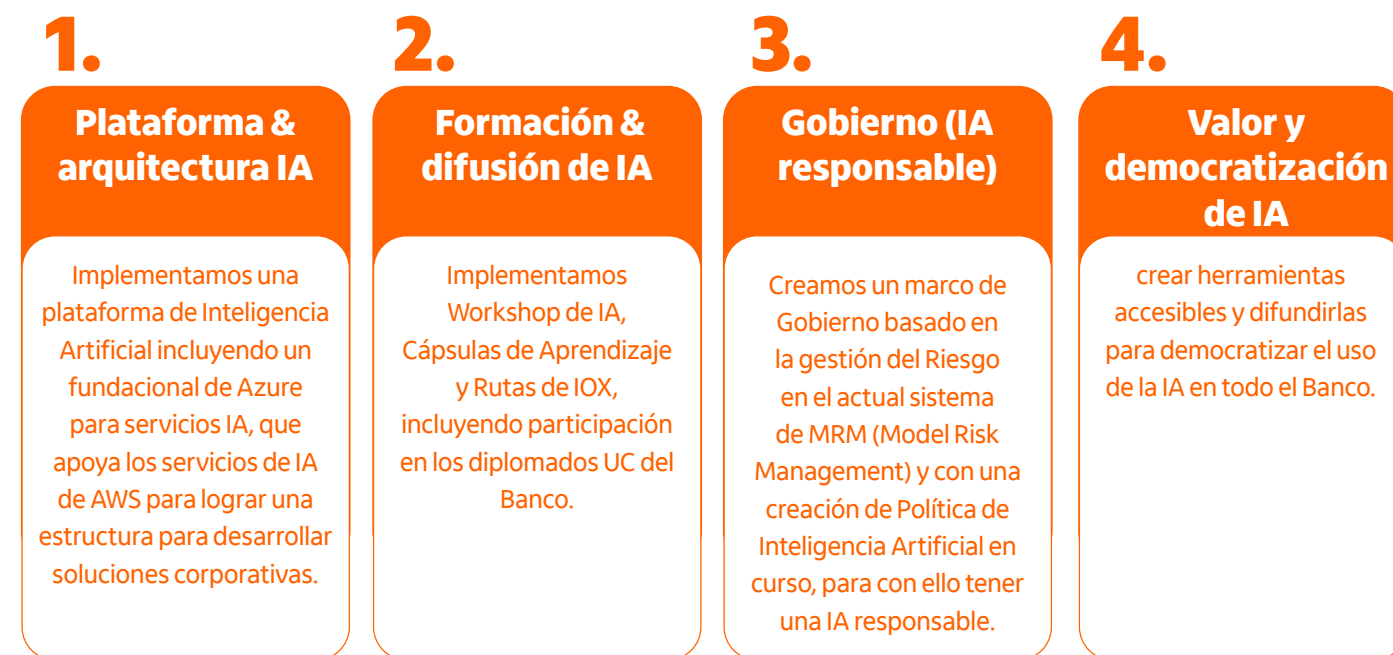 1.
Plataforma &
arquitectura IA
Implementamos una
plataforma de Inteligencia
Artificial incluyendo un
fundacional de Azure
para servicios IA, que
apoya los servicios de IA
de AWS para lograr una
estructura para desarrollar
soluciones corporativas.
2.
Formación &
difusión de IA
Implementamos
Workshop de IA,
Cápsulas de Aprendizaje
y Rutas de IOX,
incluyendo participación
en los diplomados UC del
Banco.
3.
Gobierno (IA
responsable)
Creamos un marco de
Gobierno basado en
la gestión del Riesgo
en el actual sistema
de MRM (Model Risk
Management) y con una
creación de Política de
Inteligencia Artificial en
curso, para con ello tener
una IA responsable.
4.
Valor y
democratización
de IA
crear herramientas
accesibles y difundirlas
para democratizar el uso
de la IA en todo el Banco.